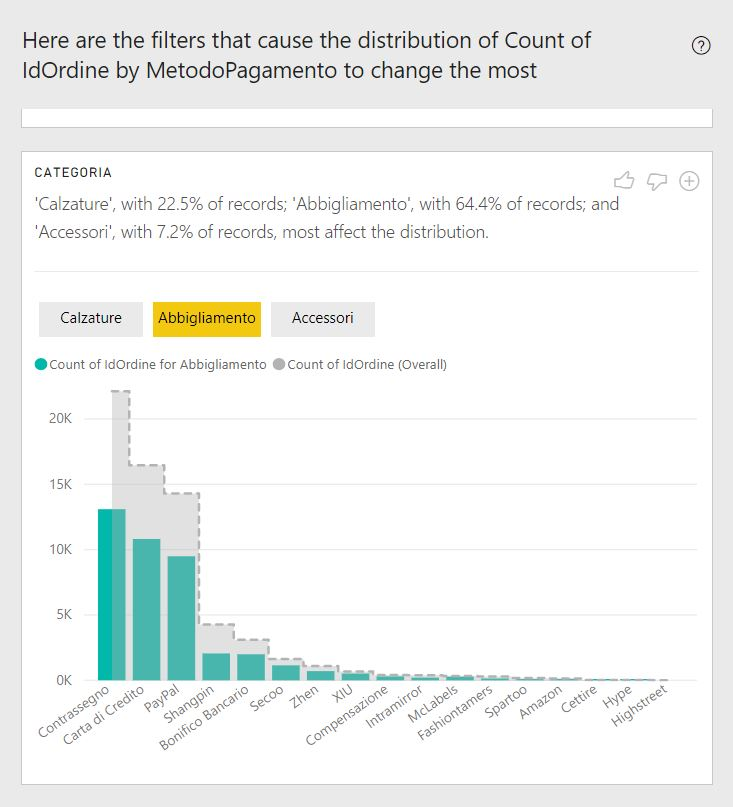 Here are the filters that cause the distribution of Count of
IdOrdine by MetodoPagamento to change the most
?
CATEGORIA
'Calzature', with 22.5% of records; 'Abbigliamento', with 64.4% of records; and
'Accessori', with 7.2% of records, most affect the distribution.
Calzature Abbigliamento Accessori
Count of IdOrdine for Abbigliamento Count of IdOrdine (Overall)
20K
15K
10K
5K
0K
Contrassegno
Carta di Credito
PayPal
Shangpin
Bonifico Bancario
Secoo
Zhen
XIU
Compensazione
Intramirror
McLabels
Fashiontamers
Spartoo
Amazon
Cettire
Hype
Highstreet